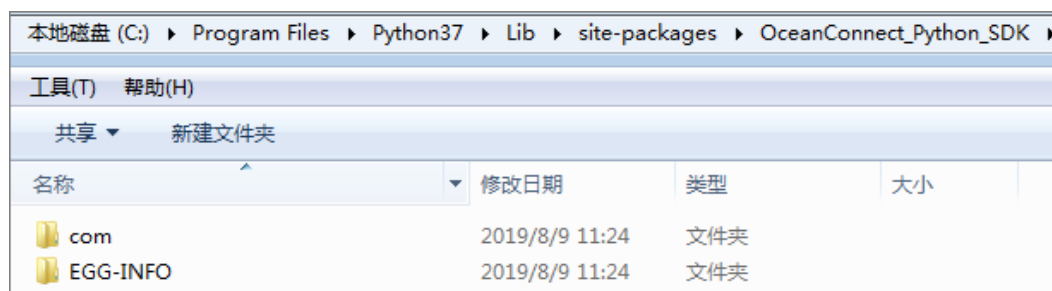 本地磁盘 (C:) ▸ Program Files ▸ Python37 ▸ Lib ▸ site-packages ▸ OceanConnect_Python_SDK ▸
工具(T) 帮助(H)
共享 新建文件夹
名称 修改日期 类型 大小
com 2019/8/9 11:24 文件夹
EGG-INFO 2019/8/9 11:24 文件夹